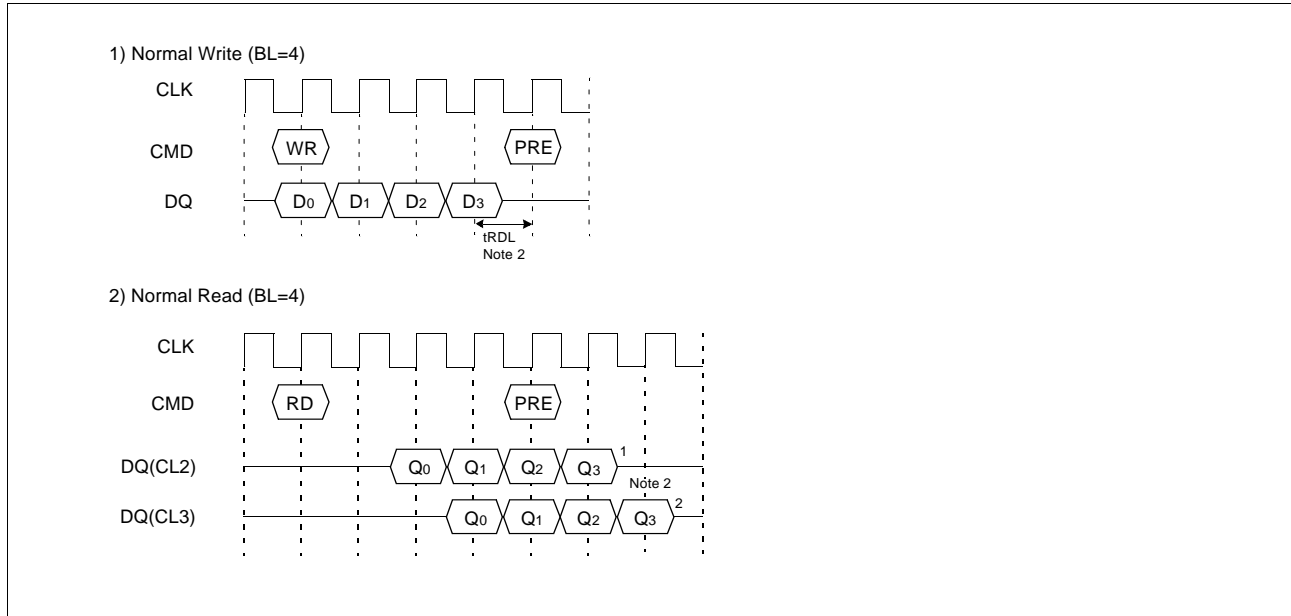 1) Normal Write (BL=4)
CLK
CMD WR PRE
DQ D0 D1 D2 D3
tRDL
Note 2
2) Normal Read (BL=4)
CLK
CMD RD PRE
DQ(CL2) Q0 Q1 Q2 Q3 1
Note 2
DQ(CL3) Q0 Q1 Q2 Q3 2